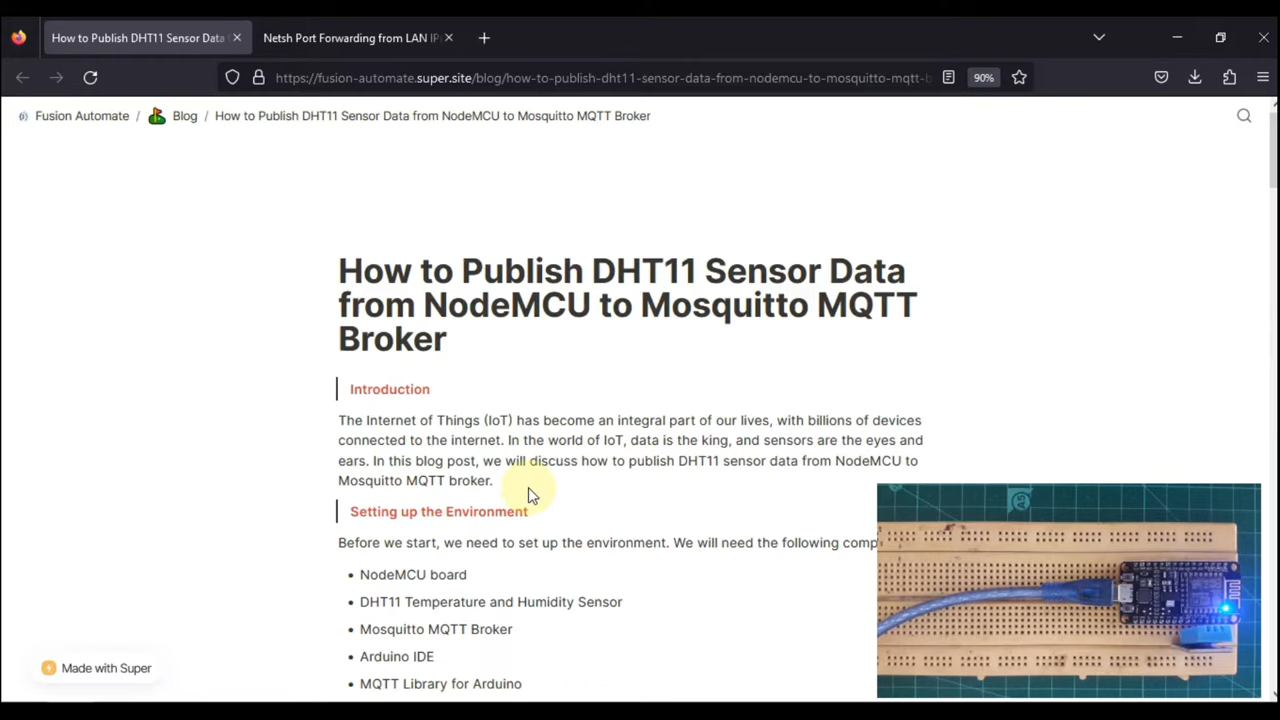 How to Publish DHT11 Sensor Data
Netsh Port Forwarding from LAN IP
https://fusion-automate.super.site/blog/how-to-publish-dht11-sensor-data-from-nodemcu-to-mosquitto-mqtt-b
90%
Fusion Automate / Blog / How to Publish DHT11 Sensor Data from NodeMCU to Mosquitto MQTT Broker
How to Publish DHT11 Sensor Data
from NodeMCU to Mosquitto MQTT
Broker
Introduction
The Internet of Things (IoT) has become an integral part of our lives, with billions of devices
connected to the internet. In the world of IoT, data is the king, and sensors are the eyes and
ears. In this blog post, we will discuss how to publish DHT11 sensor data from NodeMCU to
Mosquitto MQTT broker.
Setting up the Environment
Before we start, we need to set up the environment. We will need the following comp
• NodeMCU board
• DHT11 Temperature and Humidity Sensor
• Mosquitto MQTT Broker
• Arduino IDE
• MQTT Library for Arduino
Made with Super